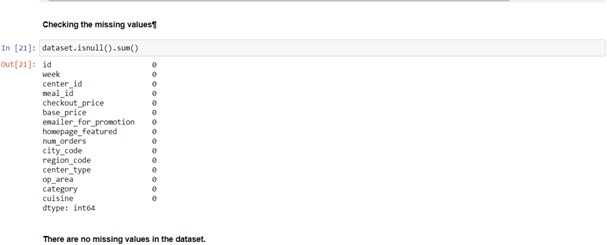 Checking the missing values¶
In [21]: dataset.isnull().sum()
Out[21]: id 0
week 0
center_id 0
meal_id 0
checkout_price 0
base_price 0
emailer_for_promotion 0
homepage_featured 0
num_orders 0
city_code 0
region_code 0
center_type 0
op_area 0
category 0
cuisine 0
dtype: int64
There are no missing values in the dataset.